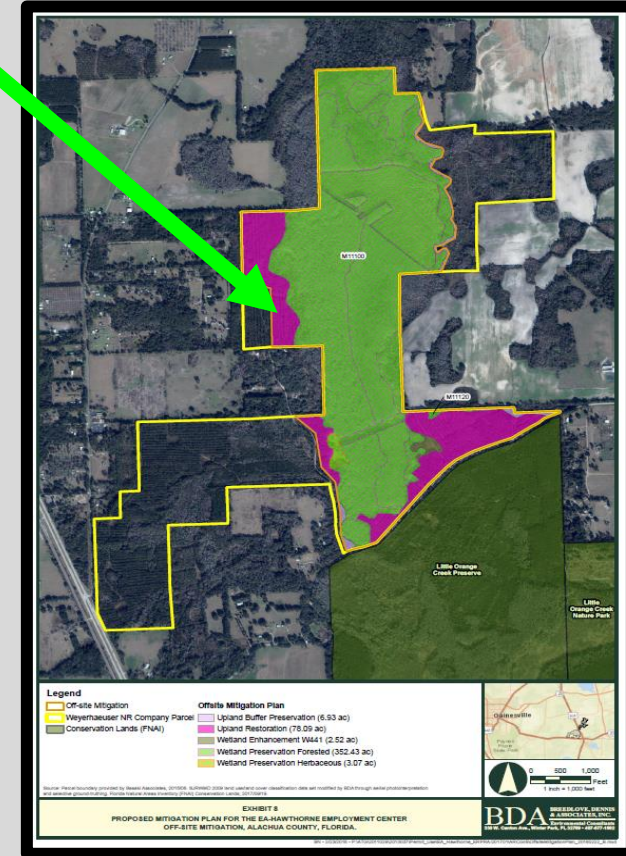 M11100
M11120
Little Orange
Creek Preserve
Little
Orange Creek
Nature Park
Legend
Off-site Mitigation
Weyerhaeuser NR Company Parcel
Conservation Lands (FNAI)
Offsite Mitigation Plan
Upland Buffer Preservation (6.93 ac)
Upland Restoration (78.09 ac)
Wetland Enhancement W441 (2.52 ac)
Wetland Preservation Forested (352.43 ac)
Wetland Preservation Herbaceous (3.07 ac)
Gainesville
0 500 1,000
Feet
1 inch = 1,000 feet
EXHIBIT 8
PROPOSED MITIGATION PLAN FOR THE EA-HAWTHORNE EMPLOYMENT CENTER
OFF-SITE MITIGATION, ALACHUA COUNTY, FLORIDA.
BDA
BREEDLOVE, DENNIS
& ASSOCIATES, INC.
Environmental Consultants